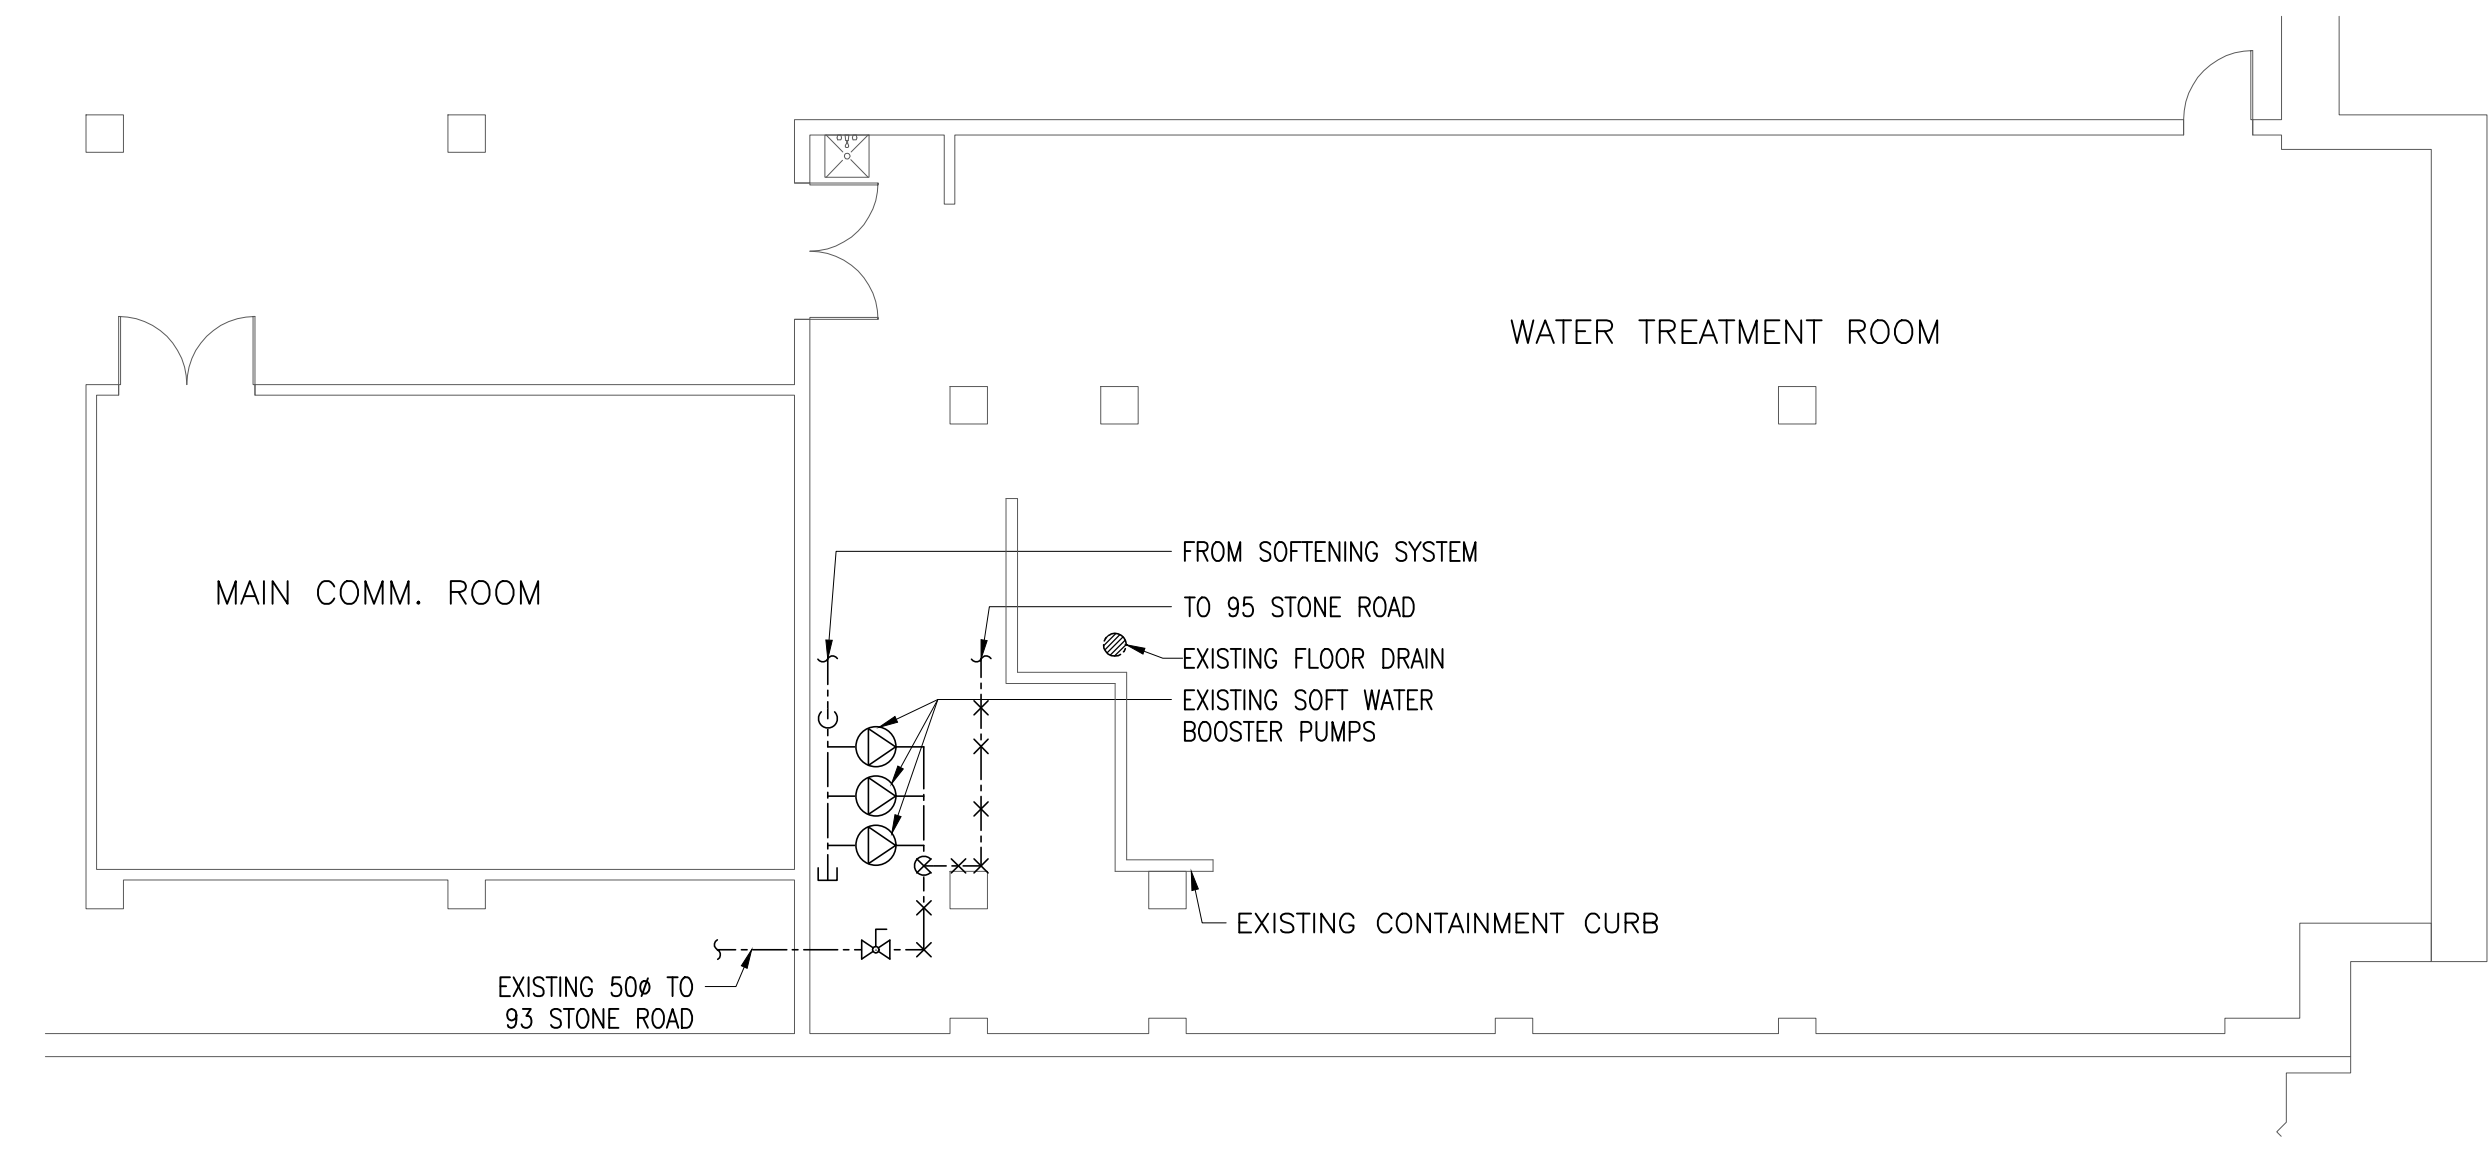 WATER TREATMENT ROOM
FROM SOFTENING SYSTEM
MAIN COMM. ROOM
TO 95 STONE ROAD
EXISTING FLOOR DRAIN
EXISTING SOFT WATER
BOOSTER PUMPS
EXISTING CONTAINMENT CURB
EXISTING 50ø TO
93 STONE ROAD